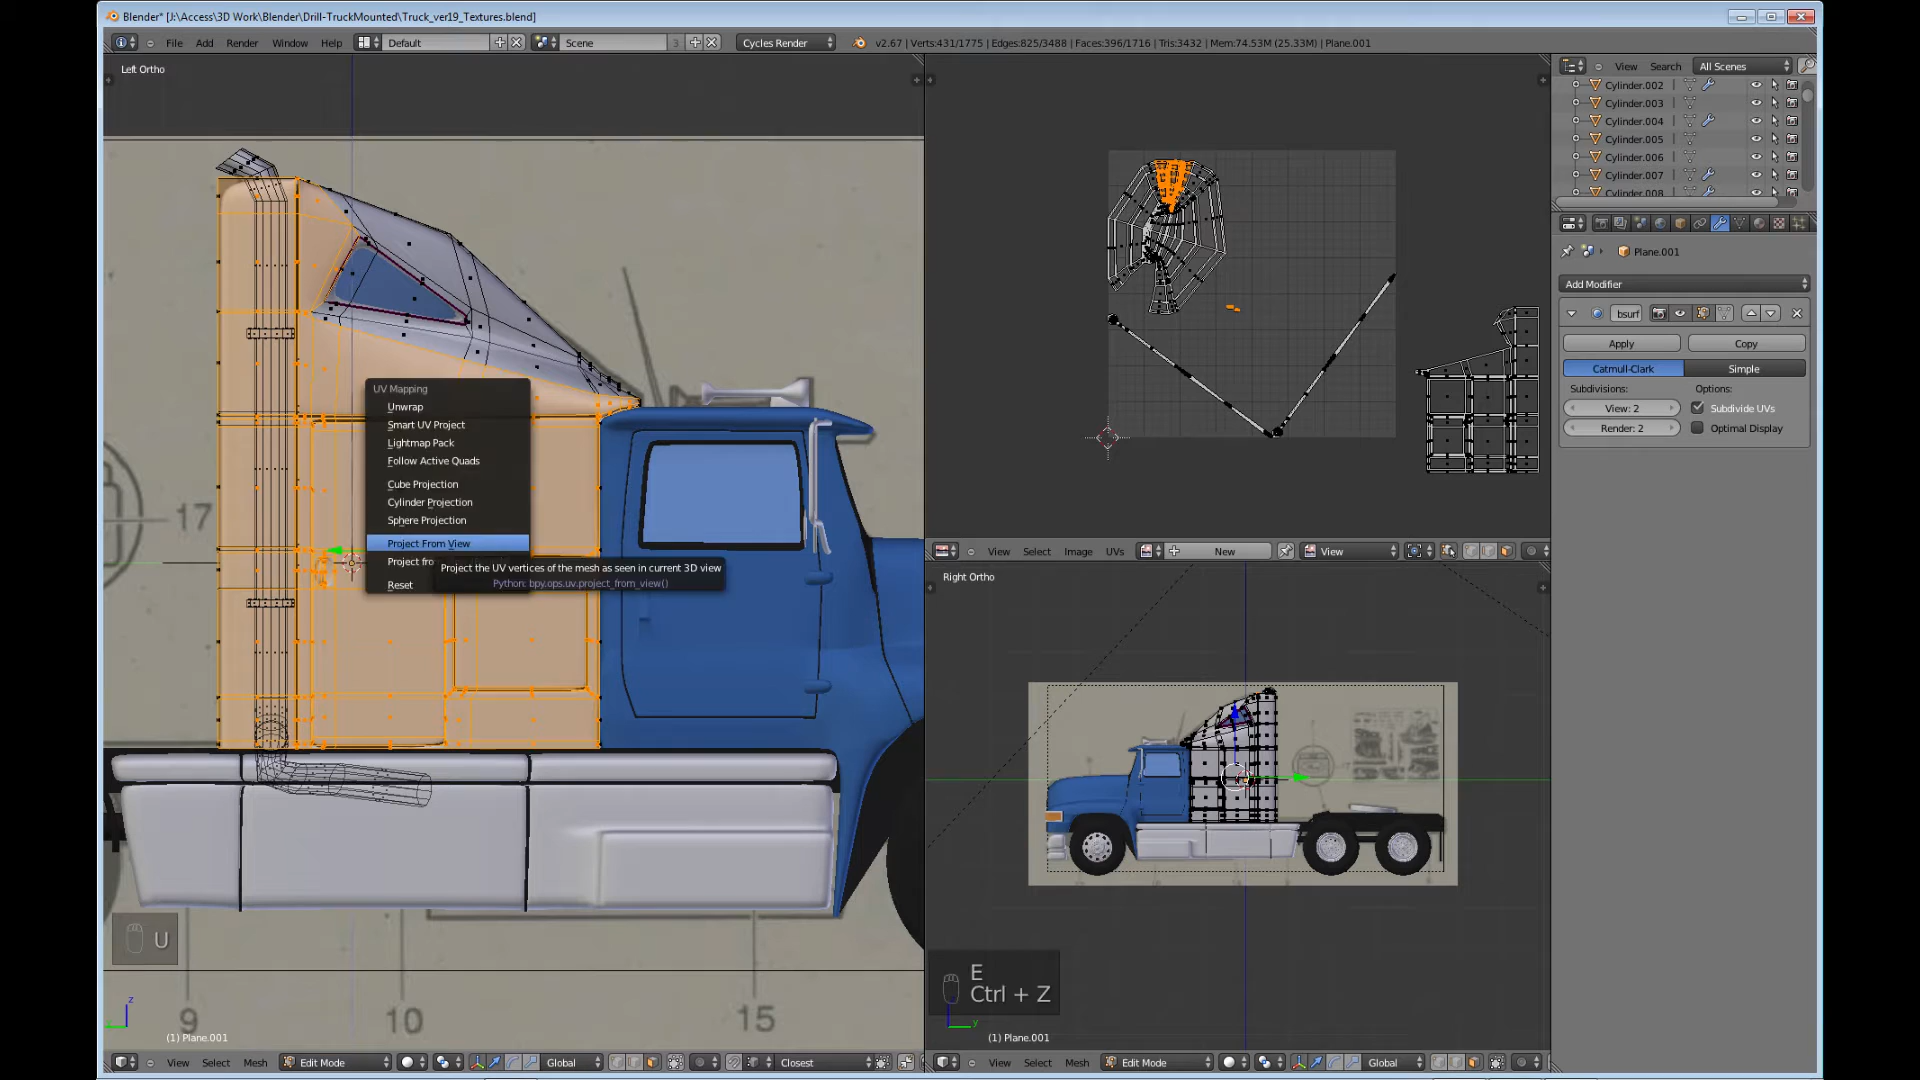 Blender* [J:\Access\3D Work\Blender\Drill-TruckMounted\Truck_ver19_Textures.blend]
File Add Render Window Help Default Scene 3 Cycles Render v2.67 | Verts:431/1775 | Edges:825/3488 | Faces:396/1716 | Tris:3432 | Mem:74.53M (25.33M) | Plane.001
Left Ortho
View Search All Scenes
Cylinder.002
Cylinder.003
Cylinder.004
Cylinder.005
Cylinder.006
Cylinder.007
Cylinder.008
Plane.001
Add Modifier
bsurf
Apply Copy
Catmull-Clark Simple
Subdivisions: Options:
View: 2 Subdivide UVs
Render: 2 Optimal Display
UV Mapping
Unwrap
Smart UV Project
Lightmap Pack
Follow Active Quads
Cube Projection
Cylinder Projection
Sphere Projection
Project From View
Project fro
Reset
Project the UV vertices of the mesh as seen in current 3D view
Python: bpy.ops.uv.project_from_view()
17
View Select Image UVs New View
Right Ortho
U
E
Ctrl + Z
z
y
9 10 15
(1) Plane.001
(1) Plane.001
View Select Mesh Edit Mode Global Closest
View Select Mesh Edit Mode Global